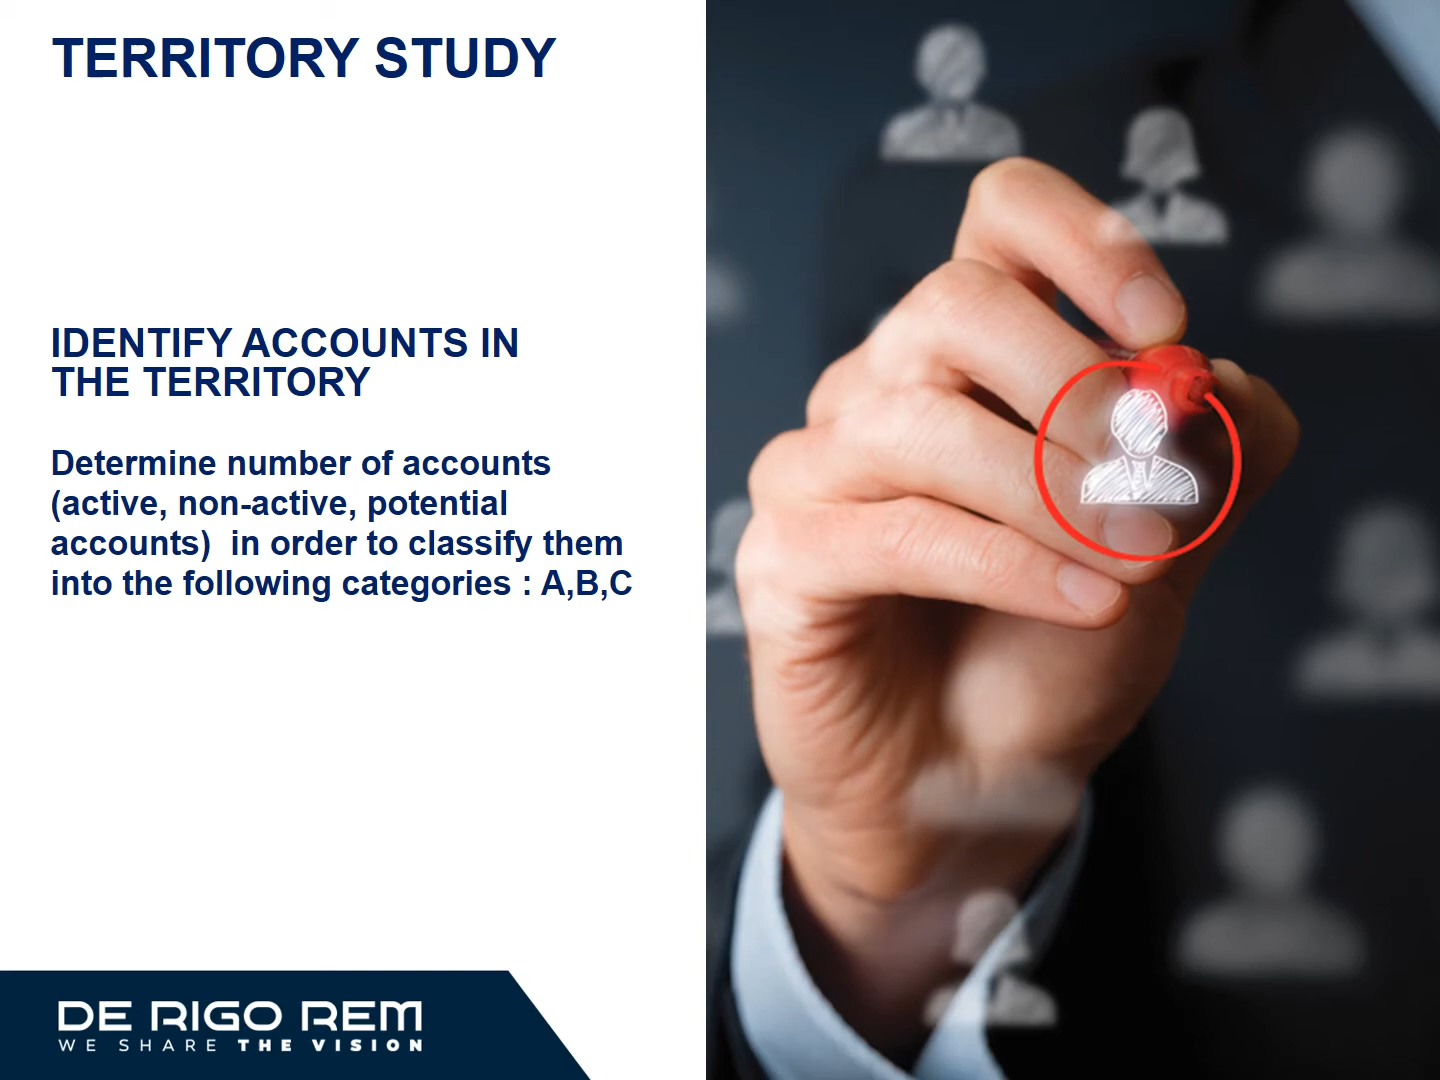 TERRITORY STUDY
IDENTIFY ACCOUNTS IN
THE TERRITORY
Determine number of accounts
(active, non-active, potential
accounts)  in order to classify them
into the following categories : A,B,C
DE RIGO REM
WE SHARE THE VISION